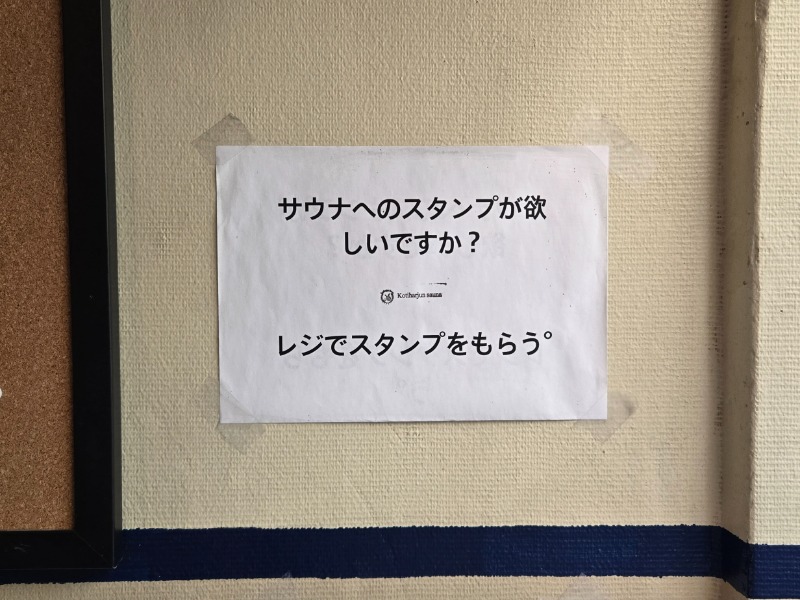 サウナへのスタンプが欲
しいですか？
Kotiharjun sauna
レジでスタンプをもらう°